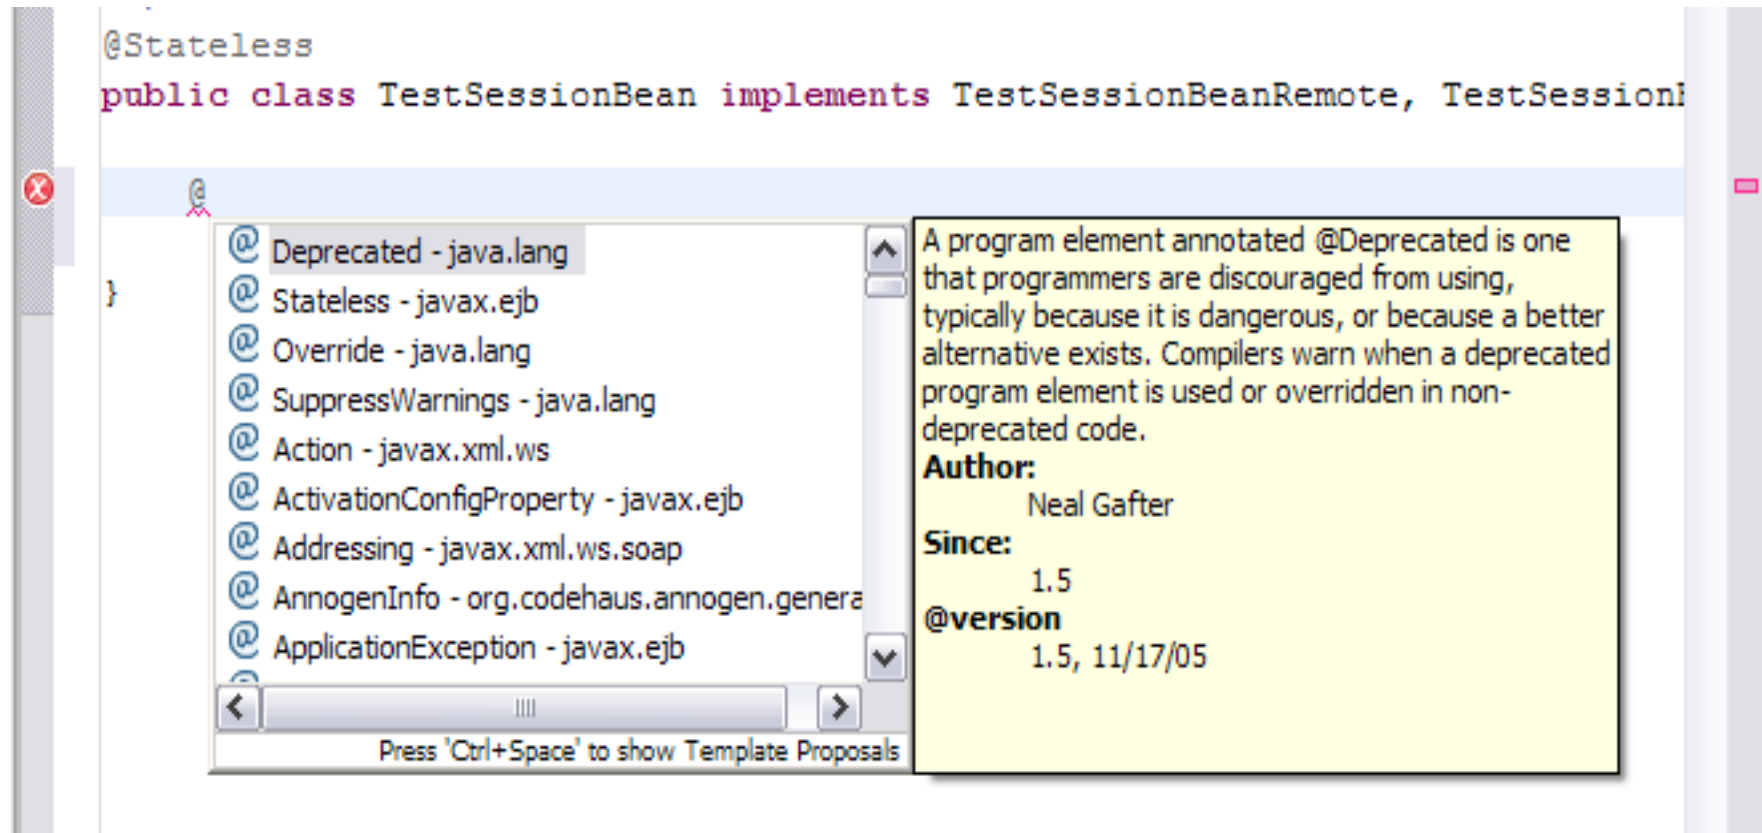 @Stateless
public class TestSessionBean implements TestSessionBeanRemote, TestSession
@
}
@ Deprecated - java.lang
@ Stateless - javax.ejb
@ Override - java.lang
@ SuppressWarnings - java.lang
@ Action - javax.xml.ws
@ ActivationConfigProperty - javax.ejb
@ Addressing - javax.xml.ws.soap
@ AnnogenInfo - org.codehaus.annogen.genera
@ ApplicationException - javax.ejb
Press 'Ctrl+Space' to show Template Proposals
A program element annotated @Deprecated is one
that programmers are discouraged from using,
typically because it is dangerous, or because a better
alternative exists. Compilers warn when a deprecated
program element is used or overridden in non-
deprecated code.
Author:
Neal Gafter
Since:
1.5
@version
1.5, 11/17/05